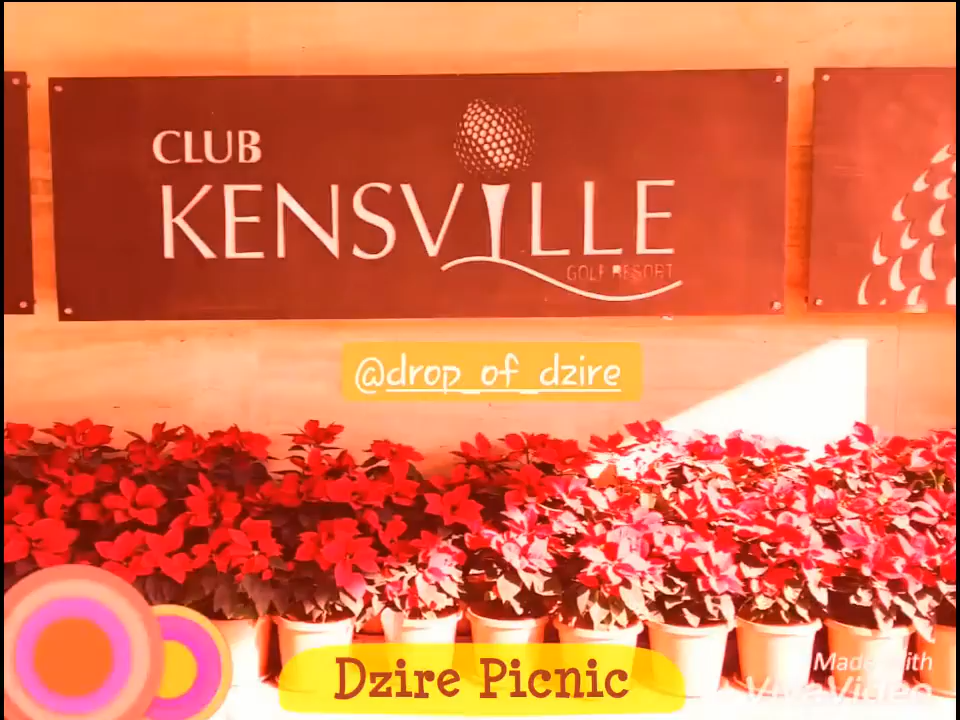 CLUB
KENSVILLE
GOLF RESORT
@drop_of_dzire
Dzire Picnic
Made with
VivaVideo